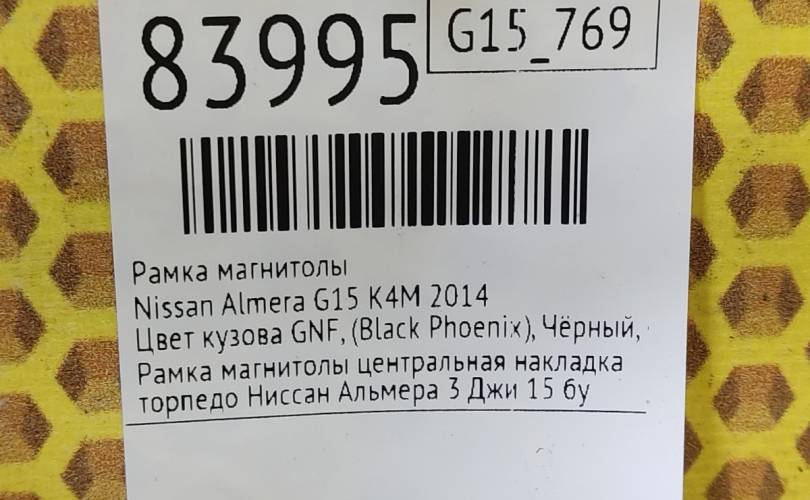 83995
G15_769
Рамка магнитолы
Nissan Almera G15 K4M 2014
Цвет кузова GNF, (Black Phoenix), Чёрный,
Рамка магнитолы центральная накладка
торпедо Ниссан Альмера 3 Джи 15 бу